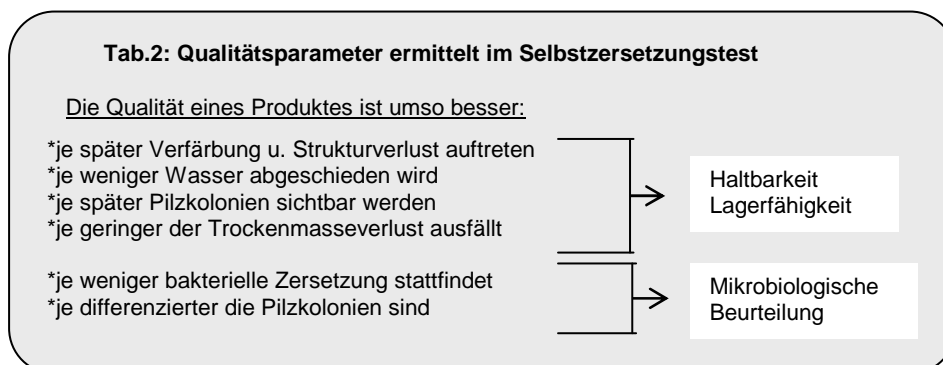 Tab.2: Qualitätsparameter ermittelt im Selbstzersetzungstest
Die Qualität eines Produktes ist umso besser:
*je später Verfärbung u. Strukturverlust auftreten
*je weniger Wasser abgeschieden wird
*je später Pilzkolonien sichtbar werden
*je geringer der Trockenmasseverlust ausfällt
Haltbarkeit
Lagerfähigkeit
*je weniger bakterielle Zersetzung stattfindet
*je differenzierter die Pilzkolonien sind
Mikrobiologische
Beurteilung